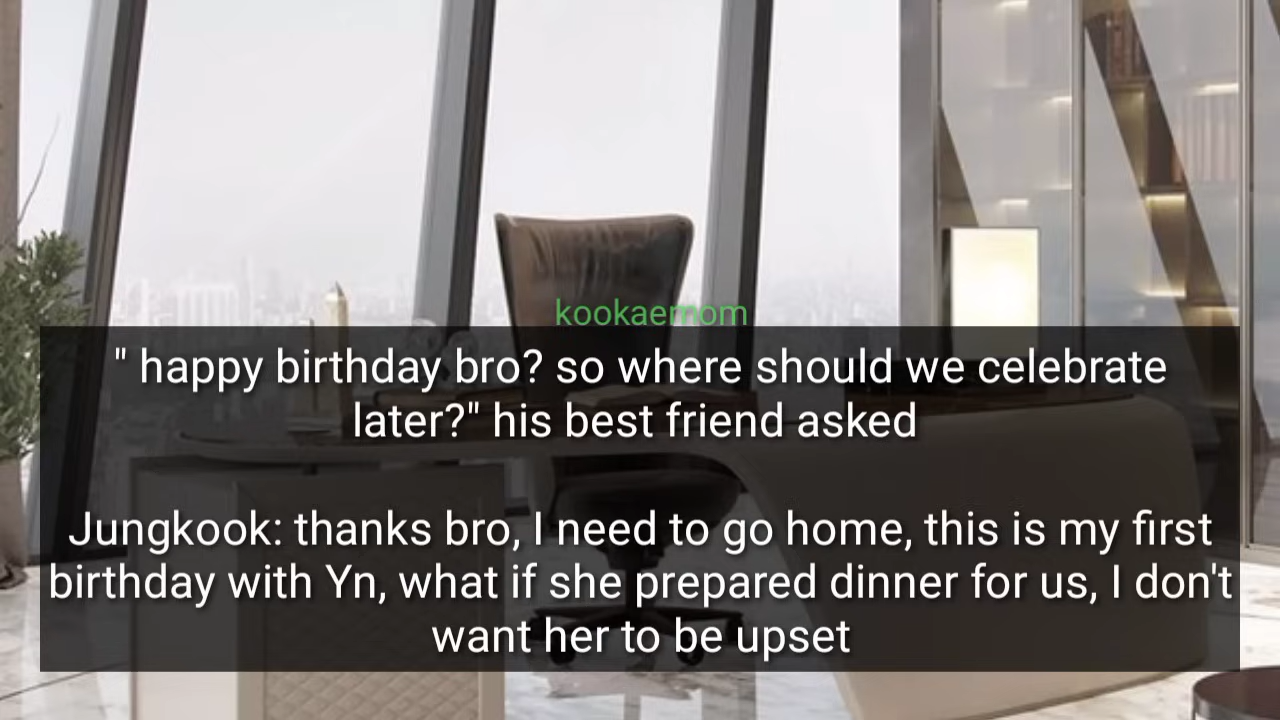 kookaemom
" happy birthday bro? so where should we celebrate
later?" his best friend asked
Jungkook: thanks bro, I need to go home, this is my first
birthday with Yn, what if she prepared dinner for us, I don't
want her to be upset